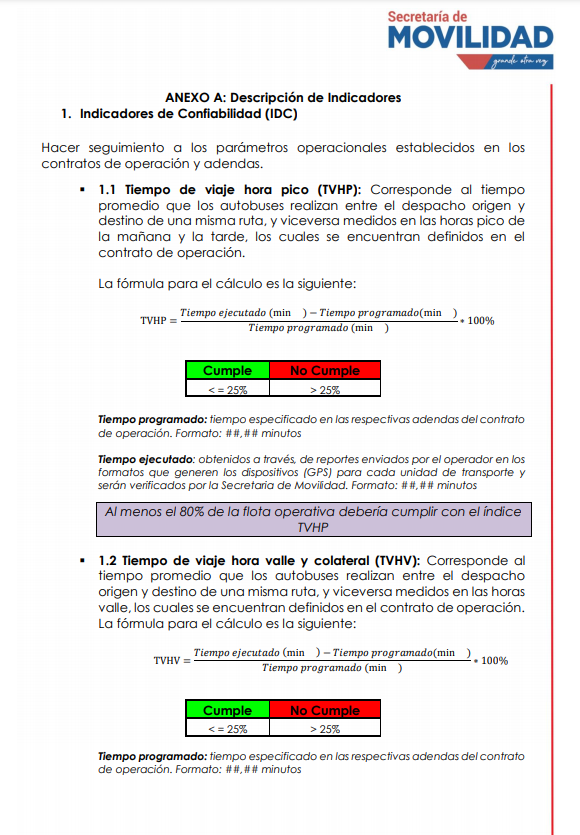 Secretaría de
MOVILIDAD
grande otra vez
ANEXO A: Descripción de Indicadores
1. Indicadores de Confiabilidad (IDC)
Hacer seguimiento a los parámetros operacionales establecidos en los
contratos de operación y adendas.
▪ 1.1 Tiempo de viaje hora pico (TVHP): Corresponde al tiempo
promedio que los autobuses realizan entre el despacho origen y
destino de una misma ruta, y viceversa medidos en las horas pico de
la mañana y la tarde, los cuales se encuentran definidos en el
contrato de operación.
La fórmula para el cálculo es la siguiente:
Tiempo ejecutado (min ) − Tiempo programado(min )
TVHP = ∗ 100%
Tiempo programado (min )
Cumple No Cumple
< = 25% > 25%
Tiempo programado: tiempo especificado en las respectivas adendas del contrato
de operación. Formato: ##,## minutos
Tiempo ejecutado: obtenidos a través, de reportes enviados por el operador en los
formatos que generen los dispositivos (GPS) para cada unidad de transporte y
serán verificados por la Secretaria de Movilidad. Formato: ##,## minutos
Al menos el 80% de la flota operativa debería cumplir con el índice
TVHP
▪ 1.2 Tiempo de viaje hora valle y colateral (TVHV): Corresponde al
tiempo promedio que los autobuses realizan entre el despacho
origen y destino de una misma ruta, y viceversa medidos en las horas
valle, los cuales se encuentran definidos en el contrato de operación.
La fórmula para el cálculo es la siguiente:
Tiempo ejecutado (min ) − Tiempo programado(min )
TVHV = ∗ 100%
Tiempo programado (min )
Cumple No Cumple
< = 25% > 25%
Tiempo programado: tiempo especificado en las respectivas adendas del contrato
de operación. Formato: ##,## minutos